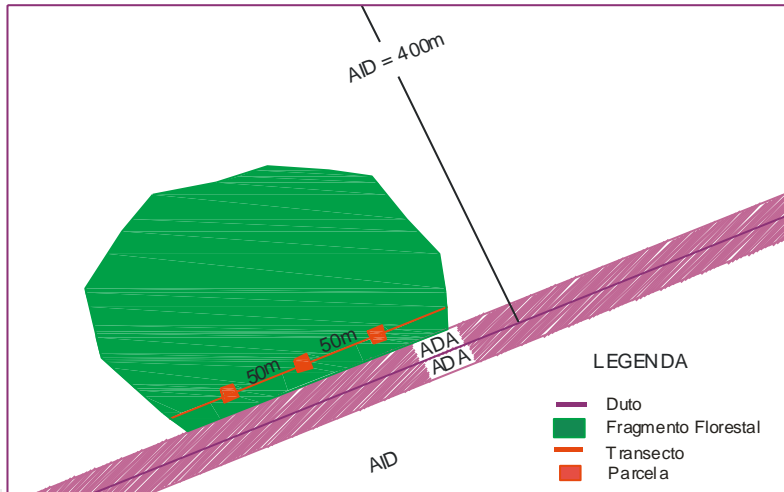 AID = 400m
50m
50m
ADA
ADA
AID
LEGENDA
Duto
Fragmento Florestal
Transecto
Parcela